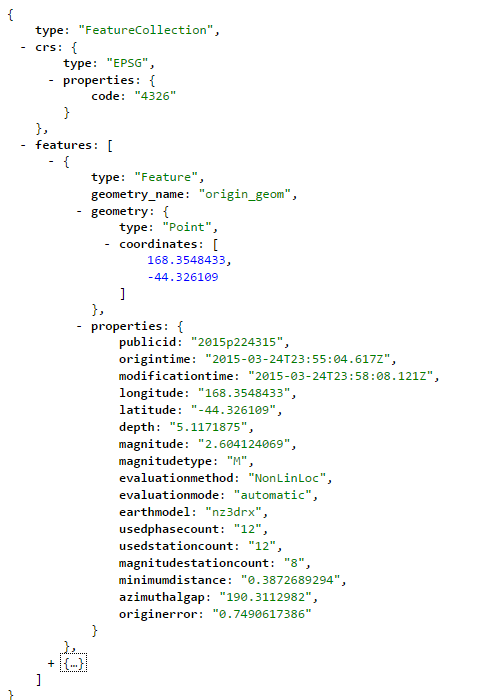 {
type: "FeatureCollection",
- crs: {
type: "EPSG",
- properties: {
code: "4326"
}
},
- features: [
- {
type: "Feature",
geometry_name: "origin_geom",
- geometry: {
type: "Point",
- coordinates: [
168.3548433,
-44.326109
]
},
- properties: {
publicid: "2015p224315",
origintime: "2015-03-24T23:55:04.617Z",
modificationtime: "2015-03-24T23:58:08.121Z",
longitude: "168.3548433",
latitude: "-44.326109",
depth: "5.1171875",
magnitude: "2.604124069",
magnitudetype: "M",
evaluationmethod: "NonLinLoc",
evaluationmode: "automatic",
earthmodel: "nz3drx",
usedphasecount: "12",
usedstationcount: "12",
magnitudestationcount: "8",
minimumdistance: "0.3872689294",
azimuthalgap: "190.3112982",
originerror: "0.7490617386"
}
},
+ {…}
]
}